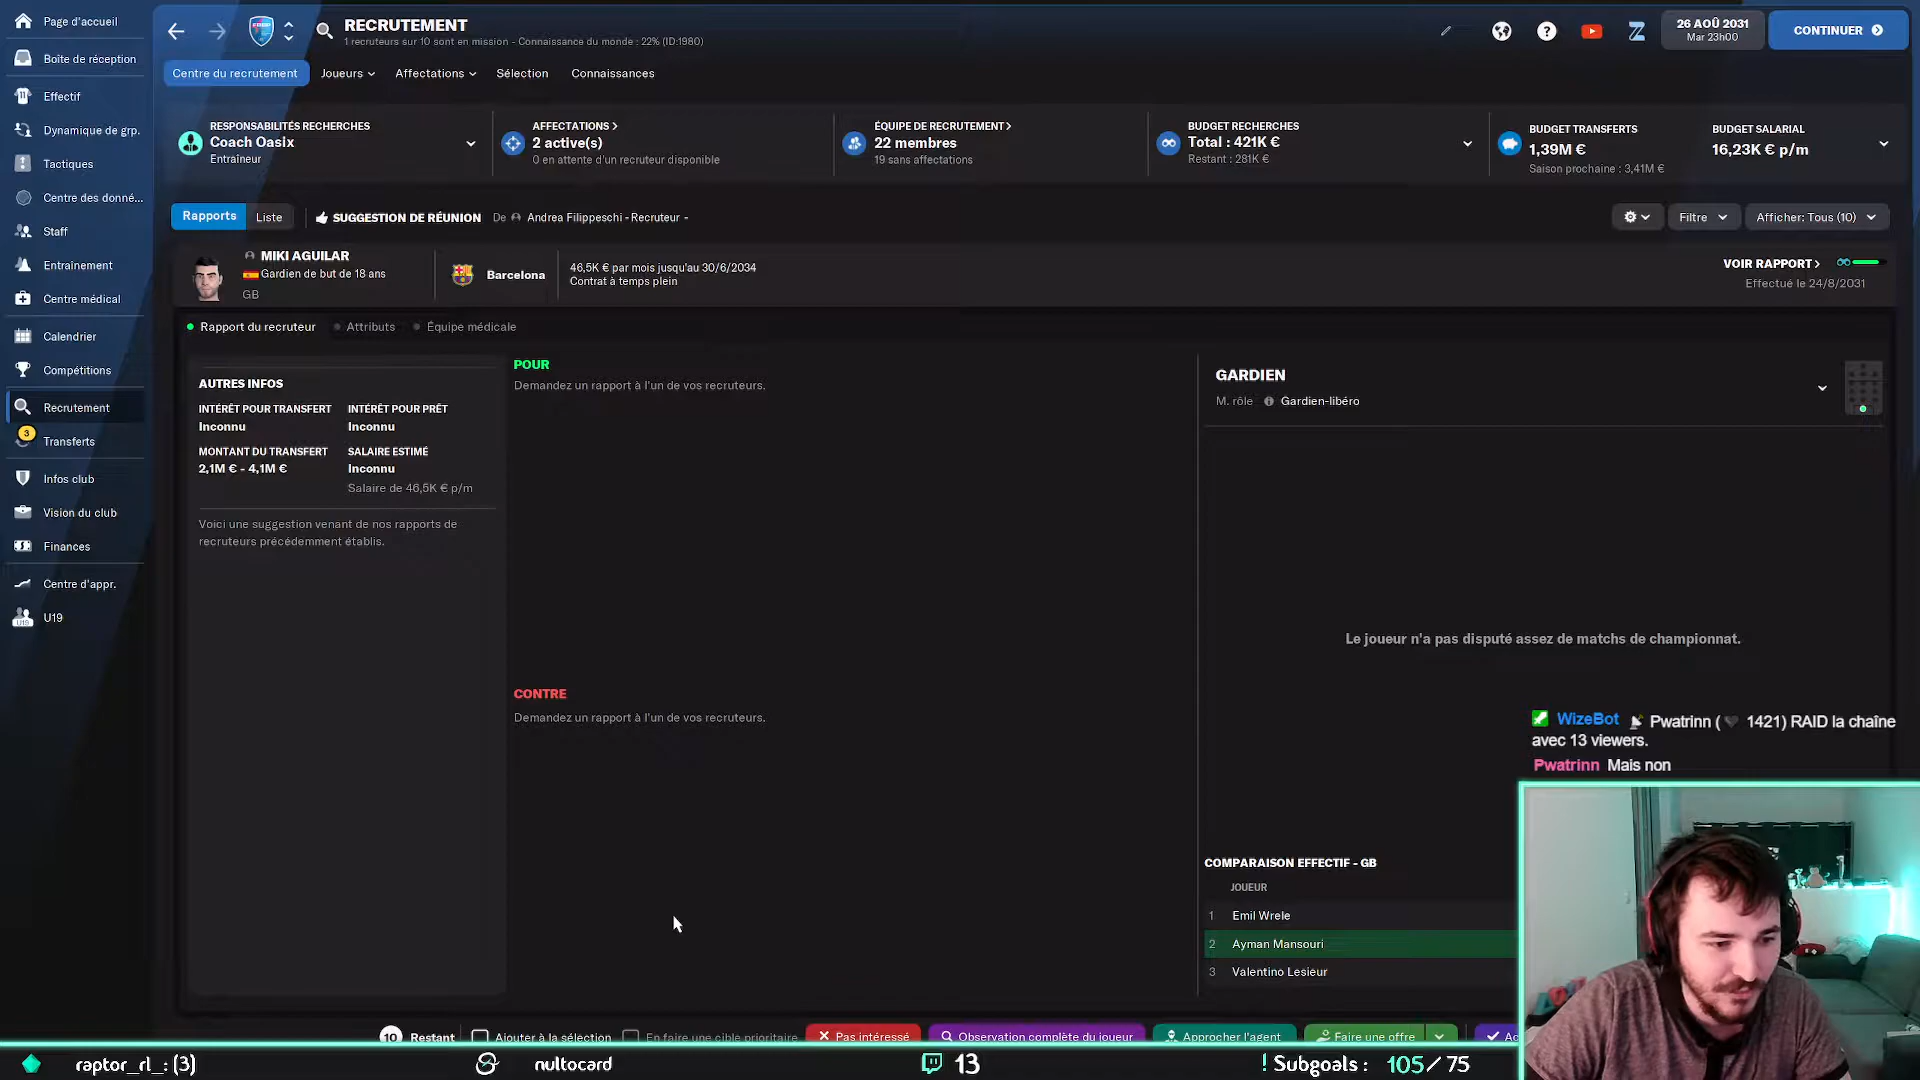 Page d'accueil
Boîte de réception
Effectif
Dynamique de grp.
Tactiques
Centre des donné...
Staff
Entraînement
Centre médical
Calendrier
Compétitions
Recrutement
3
Transferts
Infos club
Vision du club
Finances
Centre d'appr.
U19
RECRUTEMENT
1 recruteurs sur 10 sont en mission - Connaissance du monde : 22% (ID:1980)
26 AOÛ 2031
Mar 23h00
CONTINUER
Centre du recrutement
Joueurs
Affectations
Sélection
Connaissances
RESPONSABILITÉS RECHERCHES
Coach Oasix
Entraîneur
AFFECTATIONS >
2 active(s)
0 en attente d'un recruteur disponible
ÉQUIPE DE RECRUTEMENT >
22 membres
19 sans affectations
BUDGET RECHERCHES
Total : 421K €
Restant : 281K €
BUDGET TRANSFERTS
1,39M €
Saison prochaine : 3,41M €
BUDGET SALARIAL
16,23K € p/m
Rapports
Liste
SUGGESTION DE RÉUNION De Andrea Filippeschi - Recruteur -
Filtre
Afficher: Tous (10)
MIKI AGUILAR
Gardien de but de 18 ans
GB
Barcelona
46,5K € par mois jusqu'au 30/6/2034
Contrat à temps plein
VOIR RAPPORT >
Effectué le 24/8/2031
Rapport du recruteur
Attributs
Équipe médicale
AUTRES INFOS
INTÉRÊT POUR TRANSFERT
Inconnu
INTÉRÊT POUR PRÊT
Inconnu
MONTANT DU TRANSFERT
2,1M € - 4,1M €
SALAIRE ESTIMÉ
Inconnu
Salaire de 46,5K € p/m
Voici une suggestion venant de nos rapports de
recruteurs précédemment établis.
POUR
Demandez un rapport à l'un de vos recruteurs.
CONTRE
Demandez un rapport à l'un de vos recruteurs.
GARDIEN
M. rôle Gardien-libéro
Le joueur n'a pas disputé assez de matchs de championnat.
WizeBot Pwatrinn ( 1421) RAID la chaîne
avec 13 viewers.
Pwatrinn Mais non
COMPARAISON EFFECTIF - GB
JOUEUR
1 Emil Wrele
2 Ayman Mansouri
3 Valentino Lesieur
10 Restant
Ajouter à la sélection
En faire une cible prioritaire
Pas intéressé
Observation complète du joueur
Approcher l'agent
Faire une offre
raptor_rl_: (3)
nultocard
13
! Subgoals : 105 / 75